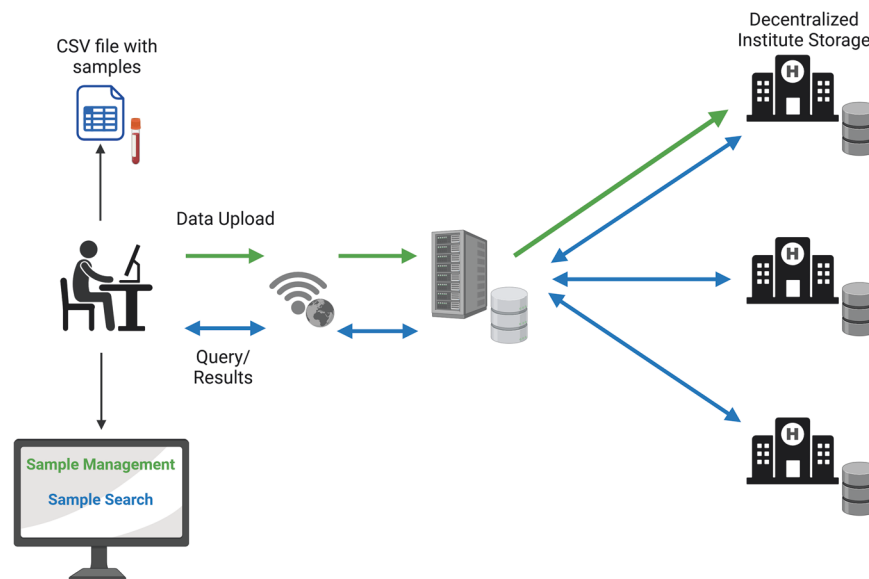 CSV file with
samples
Decentralized
Institute Storage
H
Data Upload
H
Query/
Results
H
Sample Management
Sample Search